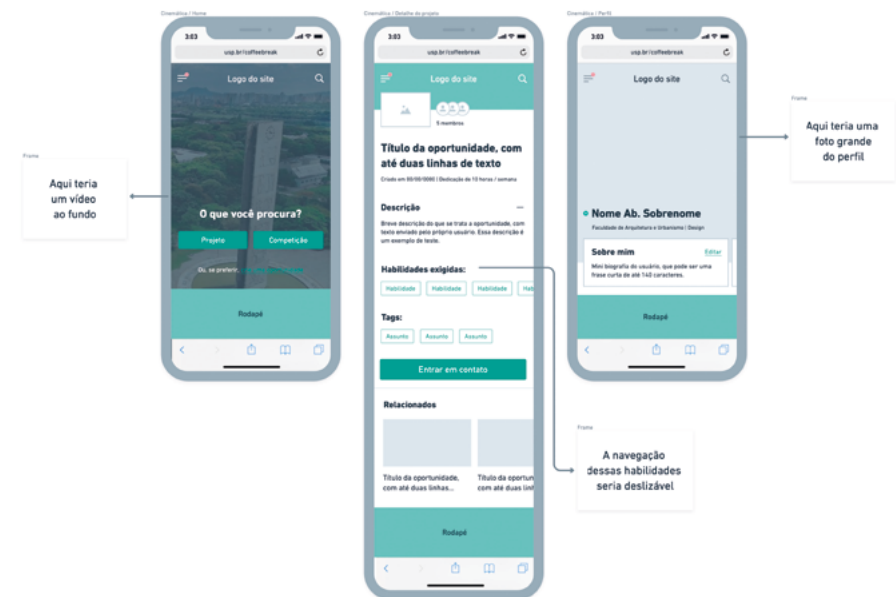 Cinemática / Home
3:03
usp.br/coffeebreak
Logo do site
O que você procura?
Projeto
Competição
Ou, se preferir,
Rodapé
Frame
Aqui teria
um vídeo
ao fundo
Cinemática / Detalhe do projeto
3:03
usp.br/coffeebreak
Logo do site
5 membros
Título da oportunidade, com
até duas linhas de texto
Criado em 00/00/0000 | Dedicação de 10 horas / semana
Descrição
Breve descrição do que se trata a oportunidade, com
texto enviado pelo próprio usuário. Essa descrição é
um exemplo de teste.
Habilidades exigidas:
Habilidade
Habilidade
Habilidade
Hab
Tags:
Assunto
Assunto
Assunto
Entrar em contato
Relacionados
Título da oportunidade,
com até duas linhas...
Título da oportun
com até duas linh
Rodapé
Cinemática / Perfil
3:03
usp.br/coffeebreak
Logo do site
Nome Ab. Sobrenome
Faculdade de Arquitetura e Urbanismo | Design
Sobre mim
Editar
Mini biografia do usuário, que pode ser uma
frase curta de até 140 caracteres.
Rodapé
Frame
Aqui teria uma
foto grande
do perfil
Frame
A navegação
dessas habilidades
seria deslizável